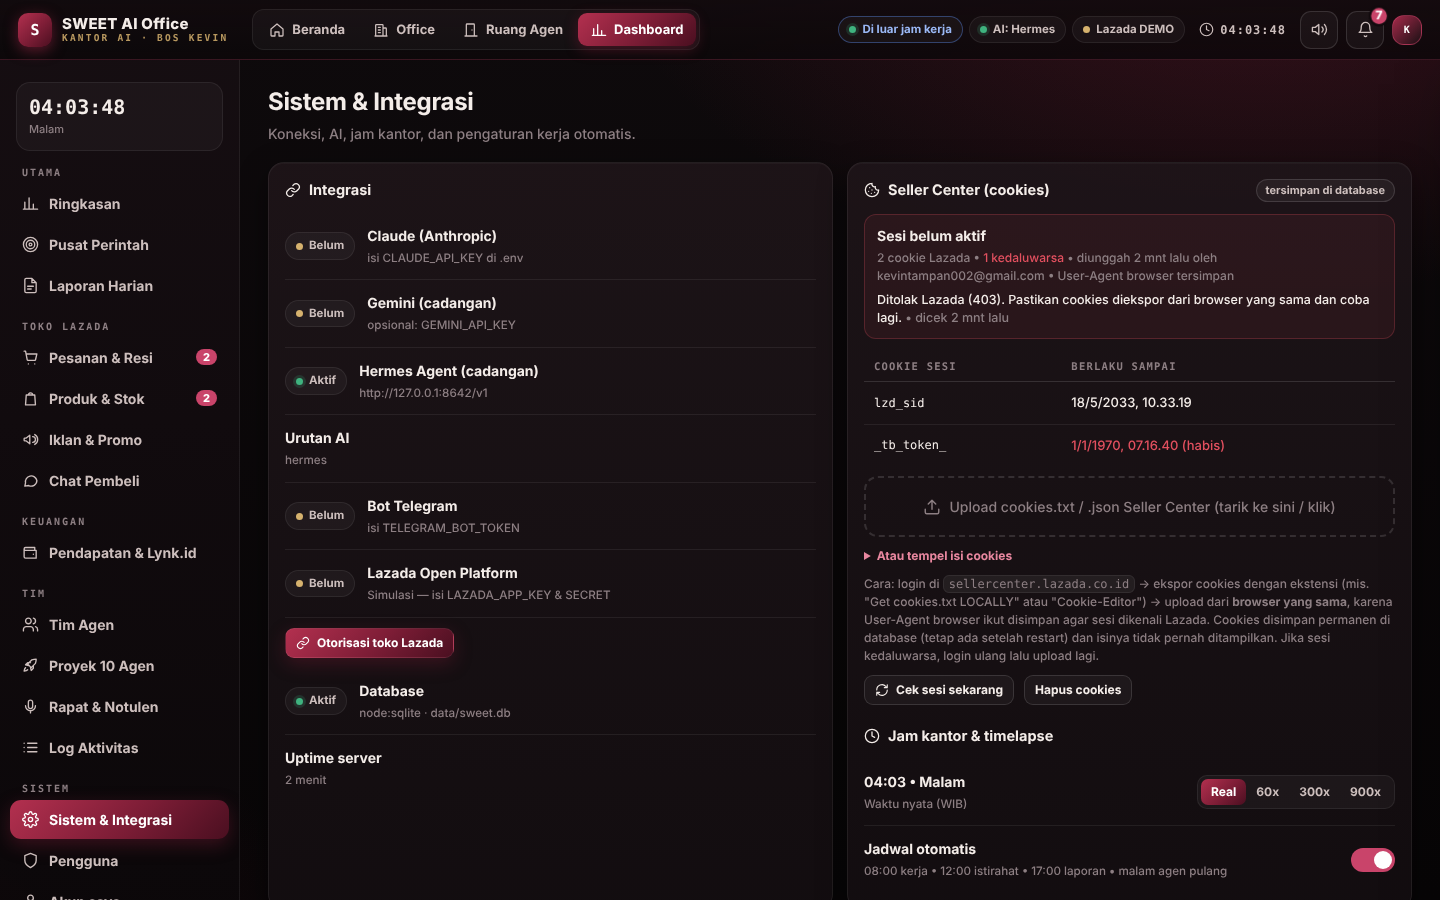 S
SWEET AI Office
KANTOR AI · BOS KEVIN
Beranda
Office
Ruang Agen
Dashboard
Di luar jam kerja
AI: Hermes
Lazada DEMO
04:03:48
7
K
04:03:48
Malam
UTAMA
Ringkasan
Pusat Perintah
Laporan Harian
TOKO LAZADA
Pesanan & Resi 2
Produk & Stok 2
Iklan & Promo
Chat Pembeli
KEUANGAN
Pendapatan & Lynk.id
TIM
Tim Agen
Proyek 10 Agen
Rapat & Notulen
Log Aktivitas
SISTEM
Sistem & Integrasi
Pengguna
Sistem & Integrasi
Koneksi, AI, jam kantor, dan pengaturan kerja otomatis.
Integrasi
Belum
Claude (Anthropic)
isi CLAUDE_API_KEY di .env
Belum
Gemini (cadangan)
opsional: GEMINI_API_KEY
Aktif
Hermes Agent (cadangan)
http://127.0.0.1:8642/v1
Urutan AI
hermes
Belum
Bot Telegram
isi TELEGRAM_BOT_TOKEN
Belum
Lazada Open Platform
Simulasi — isi LAZADA_APP_KEY & SECRET
Otorisasi toko Lazada
Aktif
Database
node:sqlite · data/sweet.db
Uptime server
2 menit
Seller Center (cookies)
tersimpan di database
Sesi belum aktif
2 cookie Lazada • 1 kedaluwarsa • diunggah 2 mnt lalu oleh
kevintampan002@gmail.com • User-Agent browser tersimpan
Ditolak Lazada (403). Pastikan cookies diekspor dari browser yang sama dan coba
lagi. • dicek 2 mnt lalu
COOKIE SESI BERLAKU SAMPAI
lzd_sid 18/5/2033, 10.33.19
_tb_token_ 1/1/1970, 07.16.40 (habis)
Upload cookies.txt / .json Seller Center (tarik ke sini / klik)
Atau tempel isi cookies
Cara: login di sellercenter.lazada.co.id → ekspor cookies dengan ekstensi (mis.
"Get cookies.txt LOCALLY" atau "Cookie-Editor") → upload dari browser yang sama, karena
User-Agent browser ikut disimpan agar sesi dikenali Lazada. Cookies disimpan permanen di
database (tetap ada setelah restart) dan isinya tidak pernah ditampilkan. Jika sesi
kedaluwarsa, login ulang lalu upload lagi.
Cek sesi sekarang
Hapus cookies
Jam kantor & timelapse
04:03 • Malam
Waktu nyata (WIB)
Real 60x 300x 900x
Jadwal otomatis
08:00 kerja • 12:00 istirahat • 17:00 laporan • malam agen pulang